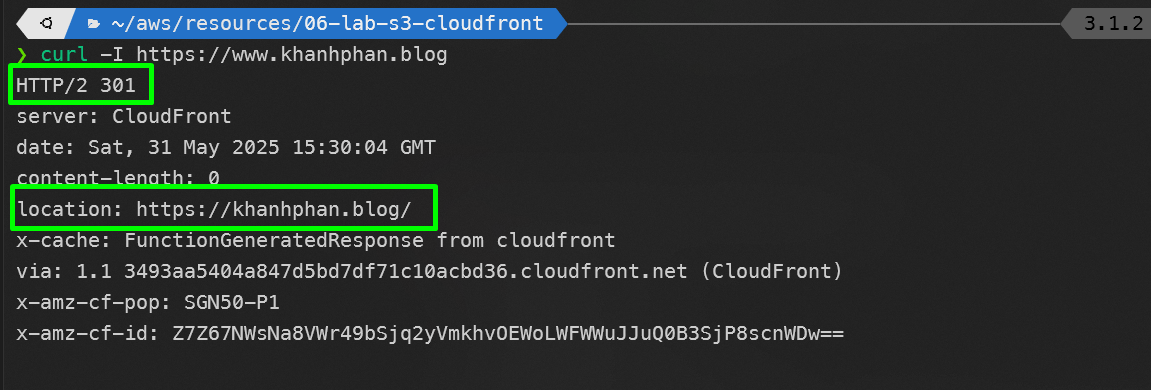 ~/aws/resources/06-lab-s3-cloudfront 3.1.2
❯ curl -I https://www.khanhphan.blog
HTTP/2 301
server: CloudFront
date: Sat, 31 May 2025 15:30:04 GMT
content-length: 0
location: https://khanhphan.blog/
x-cache: FunctionGeneratedResponse from cloudfront
via: 1.1 3493aa5404a847d5bd7df71c10acbd36.cloudfront.net (CloudFront)
x-amz-cf-pop: SGN50-P1
x-amz-cf-id: Z7Z67NWsNa8VWr49bSjq2yVmkhvOEWoLWFWWuJJuQ0B3SjP8scnWDw==